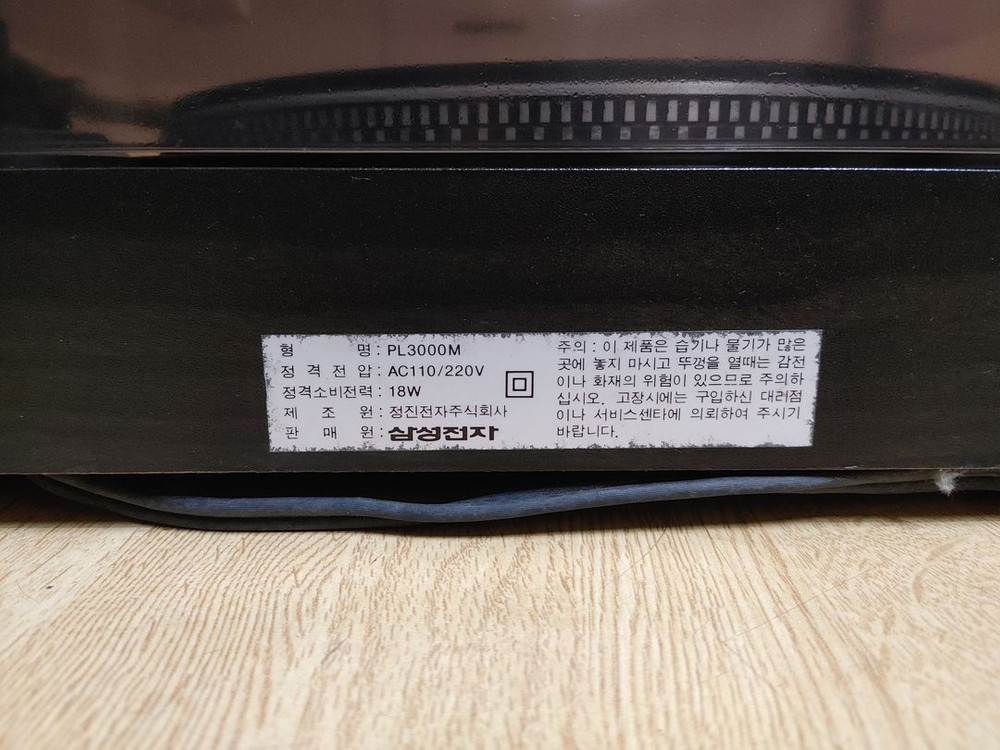 형 명 : PL3000M
정 격 전 압 : AC110/220V
정격소비전력 : 18W
제 조 원 : 정진전자주식회사
판 매 원 : 삼성전자
주의 : 이 제품은 습기나 물기가 많은
곳에 놓지 마시고 뚜껑을 열때는 감전
이나 화재의 위험이 있으므로 주의하
십시오. 고장시에는 구입하신 대리점
이나 서비스센타에 의뢰하여 주시기
바랍니다.